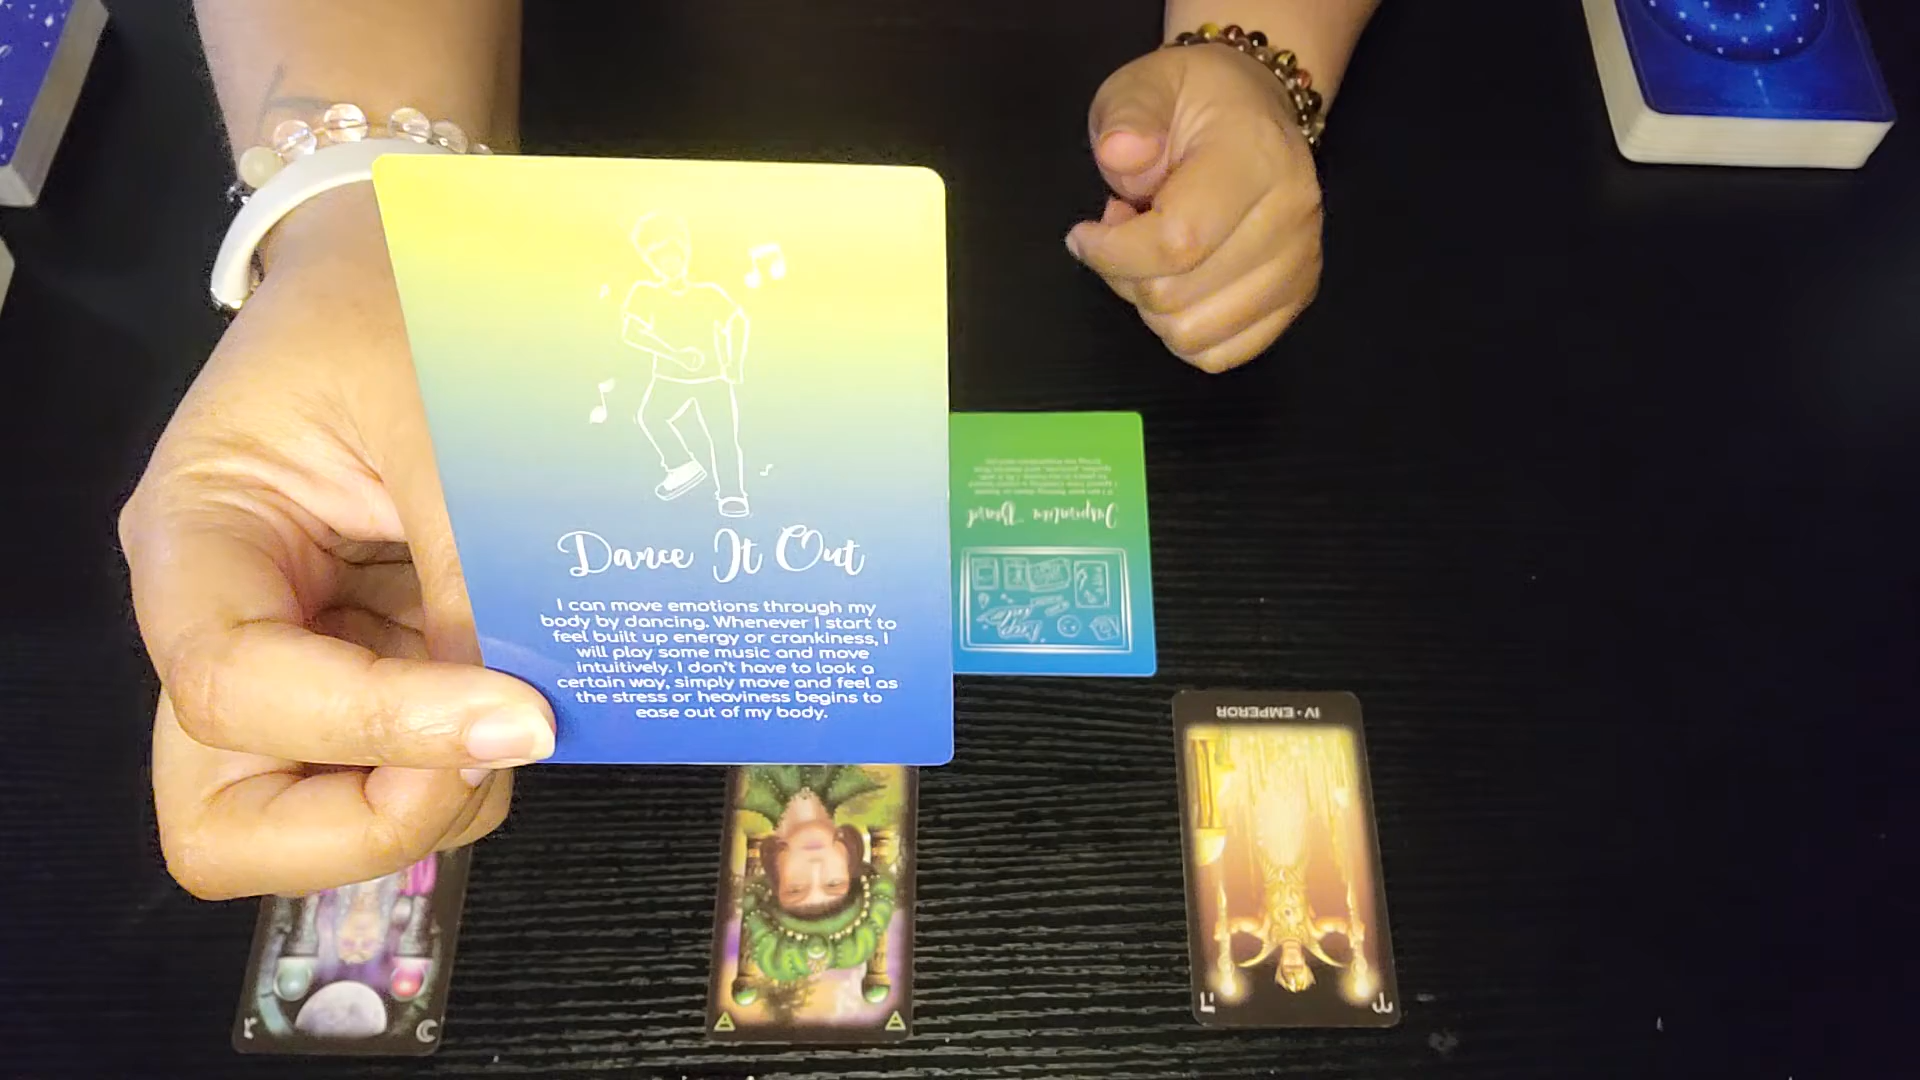 Dance It Out
I can move emotions through my
body by dancing. Whenever I start to
feel built up energy or crankiness, I
will play some music and move
intuitively. I don't have to look a
certain way, simply move and feel as
the stress or heaviness begins to
ease out of my body.
Inspiration Board
IV • EMPEROR